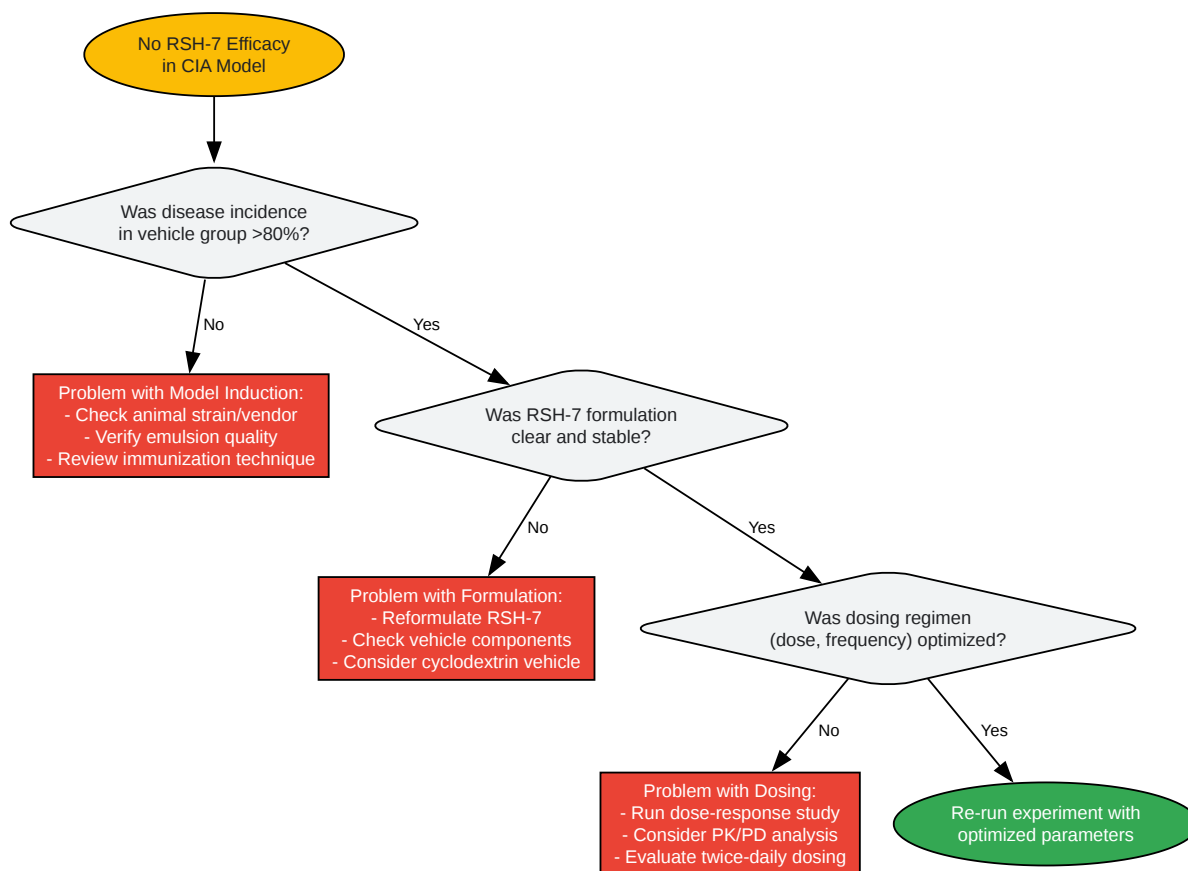 No RSH-7 Efficacy
in CIA Model
Was disease incidence
in vehicle group >80%?
No
Yes
Problem with Model Induction:
- Check animal strain/vendor
- Verify emulsion quality
- Review immunization technique
Was RSH-7 formulation
clear and stable?
No
Yes
Problem with Formulation:
- Reformulate RSH-7
- Check vehicle components
- Consider cyclodextrin vehicle
Was dosing regimen
(dose, frequency) optimized?
No
Yes
Problem with Dosing:
- Run dose-response study
- Consider PK/PD analysis
- Evaluate twice-daily dosing
Re-run experiment with
optimized parameters